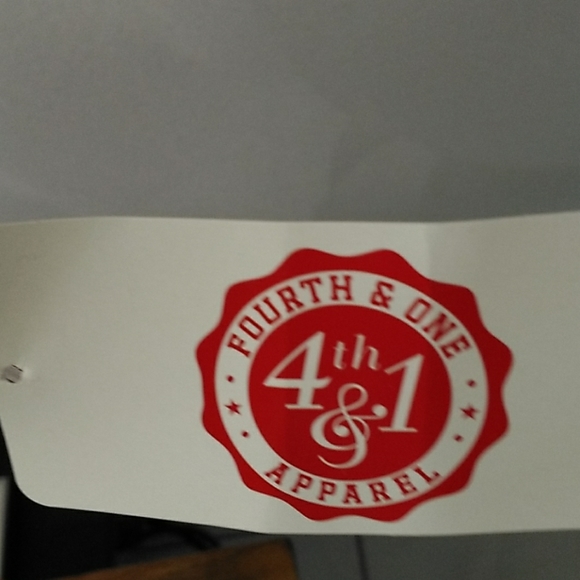 FOURTH & ONE
4th
& 1
APPAREL